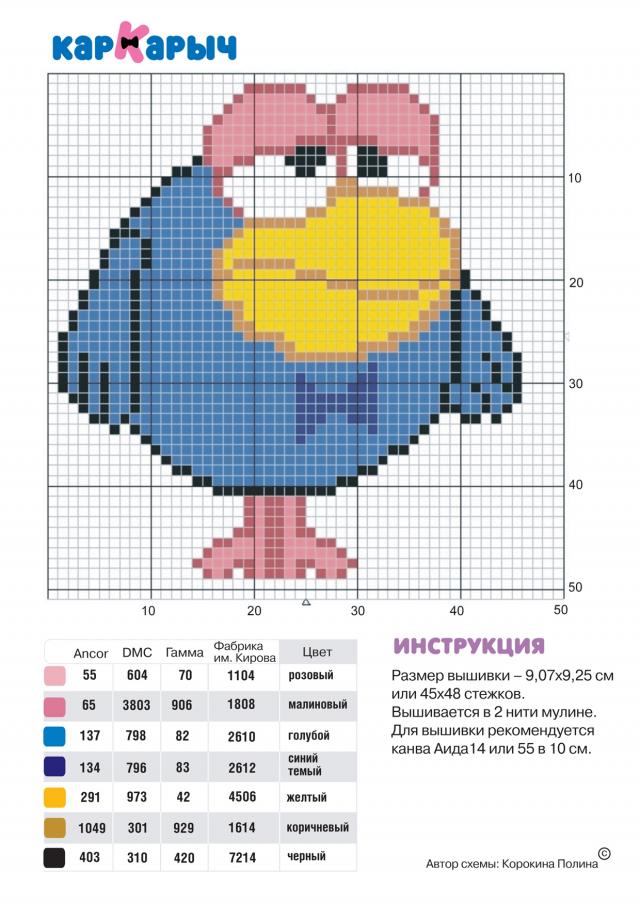 карКарыч
10
20
30
40
50
10 20 30 40 50
Ancor DMC Гамма Фабрика им. Кирова Цвет
55 604 70 1104 розовый
65 3803 906 1808 малиновый
137 798 82 2610 голубой
134 796 83 2612 синий темый
291 973 42 4506 желтый
1049 301 929 1614 коричневый
403 310 420 7214 черный
ИНСТРУКЦИЯ
Размер вышивки – 9,07х9,25 см
или 45х48 стежков.
Вышивается в 2 нити мулине.
Для вышивки рекомендуется
канва Аида14 или 55 в 10 см.
Автор схемы: Корокина Полина ©